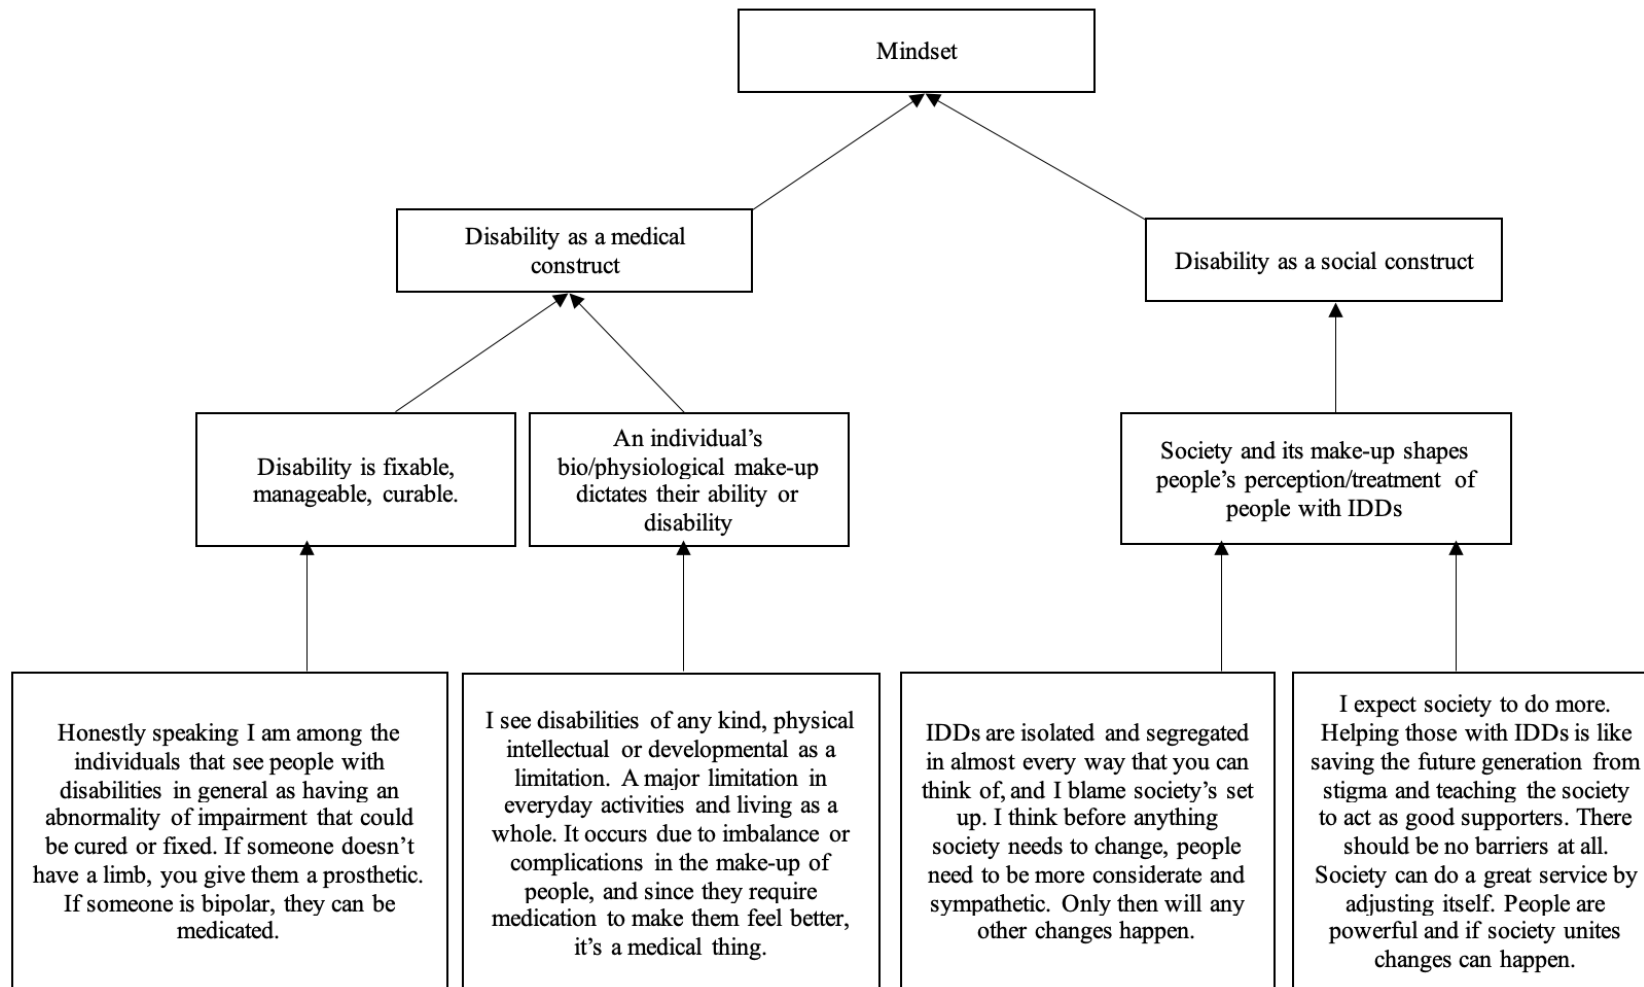 Mindset
Disability as a medical
construct
Disability as a social construct
Disability is fixable,
manageable, curable.
An individual’s
bio/physiological make-up
dictates their ability or
disability
Society and its make-up shapes
people’s perception/treatment of
people with IDDs
Honestly speaking I am among the
individuals that see people with
disabilities in general as having an
abnormality of impairment that could
be cured or fixed. If someone doesn’t
have a limb, you give them a prosthetic.
If someone is bipolar, they can be
medicated.
I see disabilities of any kind, physical
intellectual or developmental as a
limitation. A major limitation in
everyday activities and living as a
whole. It occurs due to imbalance or
complications in the make-up of
people, and since they require
medication to make them feel better,
it’s a medical thing.
IDDs are isolated and segregated
in almost every way that you can
think of, and I blame society’s set
up. I think before anything
society needs to change, people
need to be more considerate and
sympathetic. Only then will any
other changes happen.
I expect society to do more.
Helping those with IDDs is like
saving the future generation from
stigma and teaching the society
to act as good supporters. There
should be no barriers at all.
Society can do a great service by
adjusting itself. People are
powerful and if society unites
changes can happen.